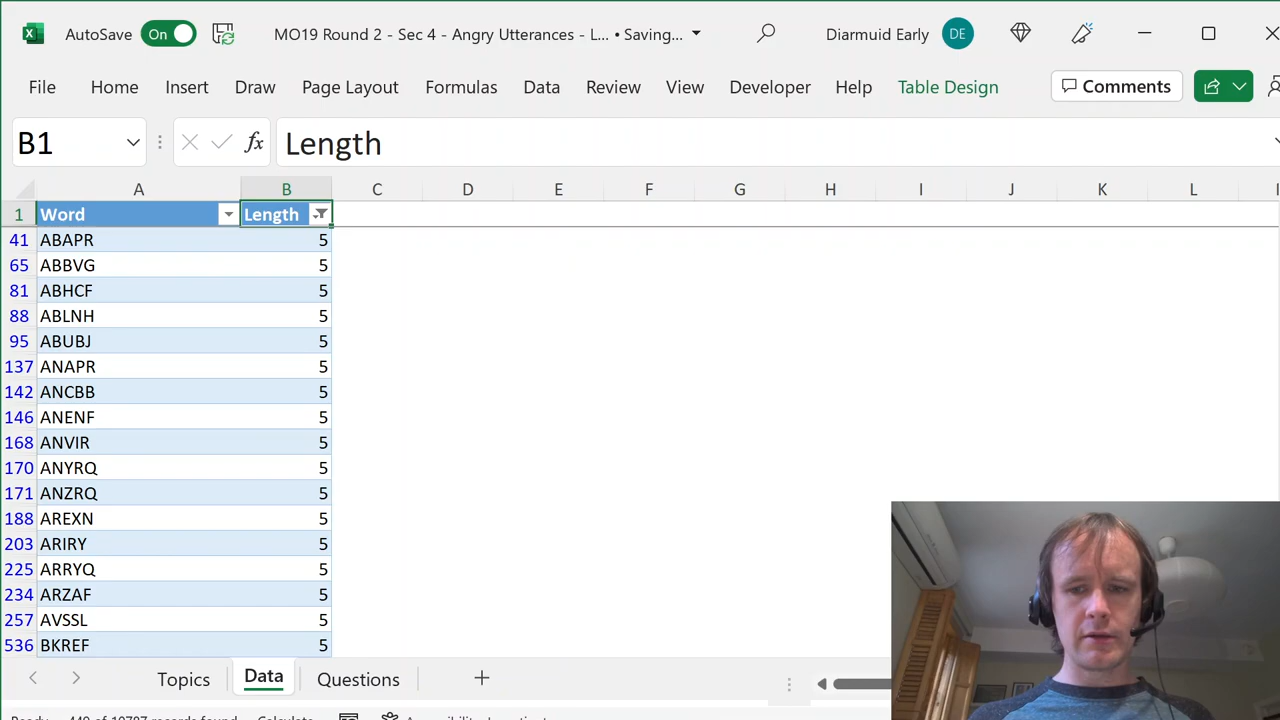 AutoSave On MO19 Round 2 - Sec 4 - Angry Utterances - L... • Saving... Diarmuid Early DE
File Home Insert Draw Page Layout Formulas Data Review View Developer Help Table Design Comments
B1 fx Length
A B C D E F G H I J K L
1 Word Length
41 ABAPR 5
65 ABBVG 5
81 ABHCF 5
88 ABLNH 5
95 ABUBJ 5
137 ANAPR 5
142 ANCBB 5
146 ANENF 5
168 ANVIR 5
170 ANYRQ 5
171 ANZRQ 5
188 AREXN 5
203 ARIRY 5
225 ARRYQ 5
234 ARZAF 5
257 AVSSL 5
536 BKREF 5
Topics Data Questions